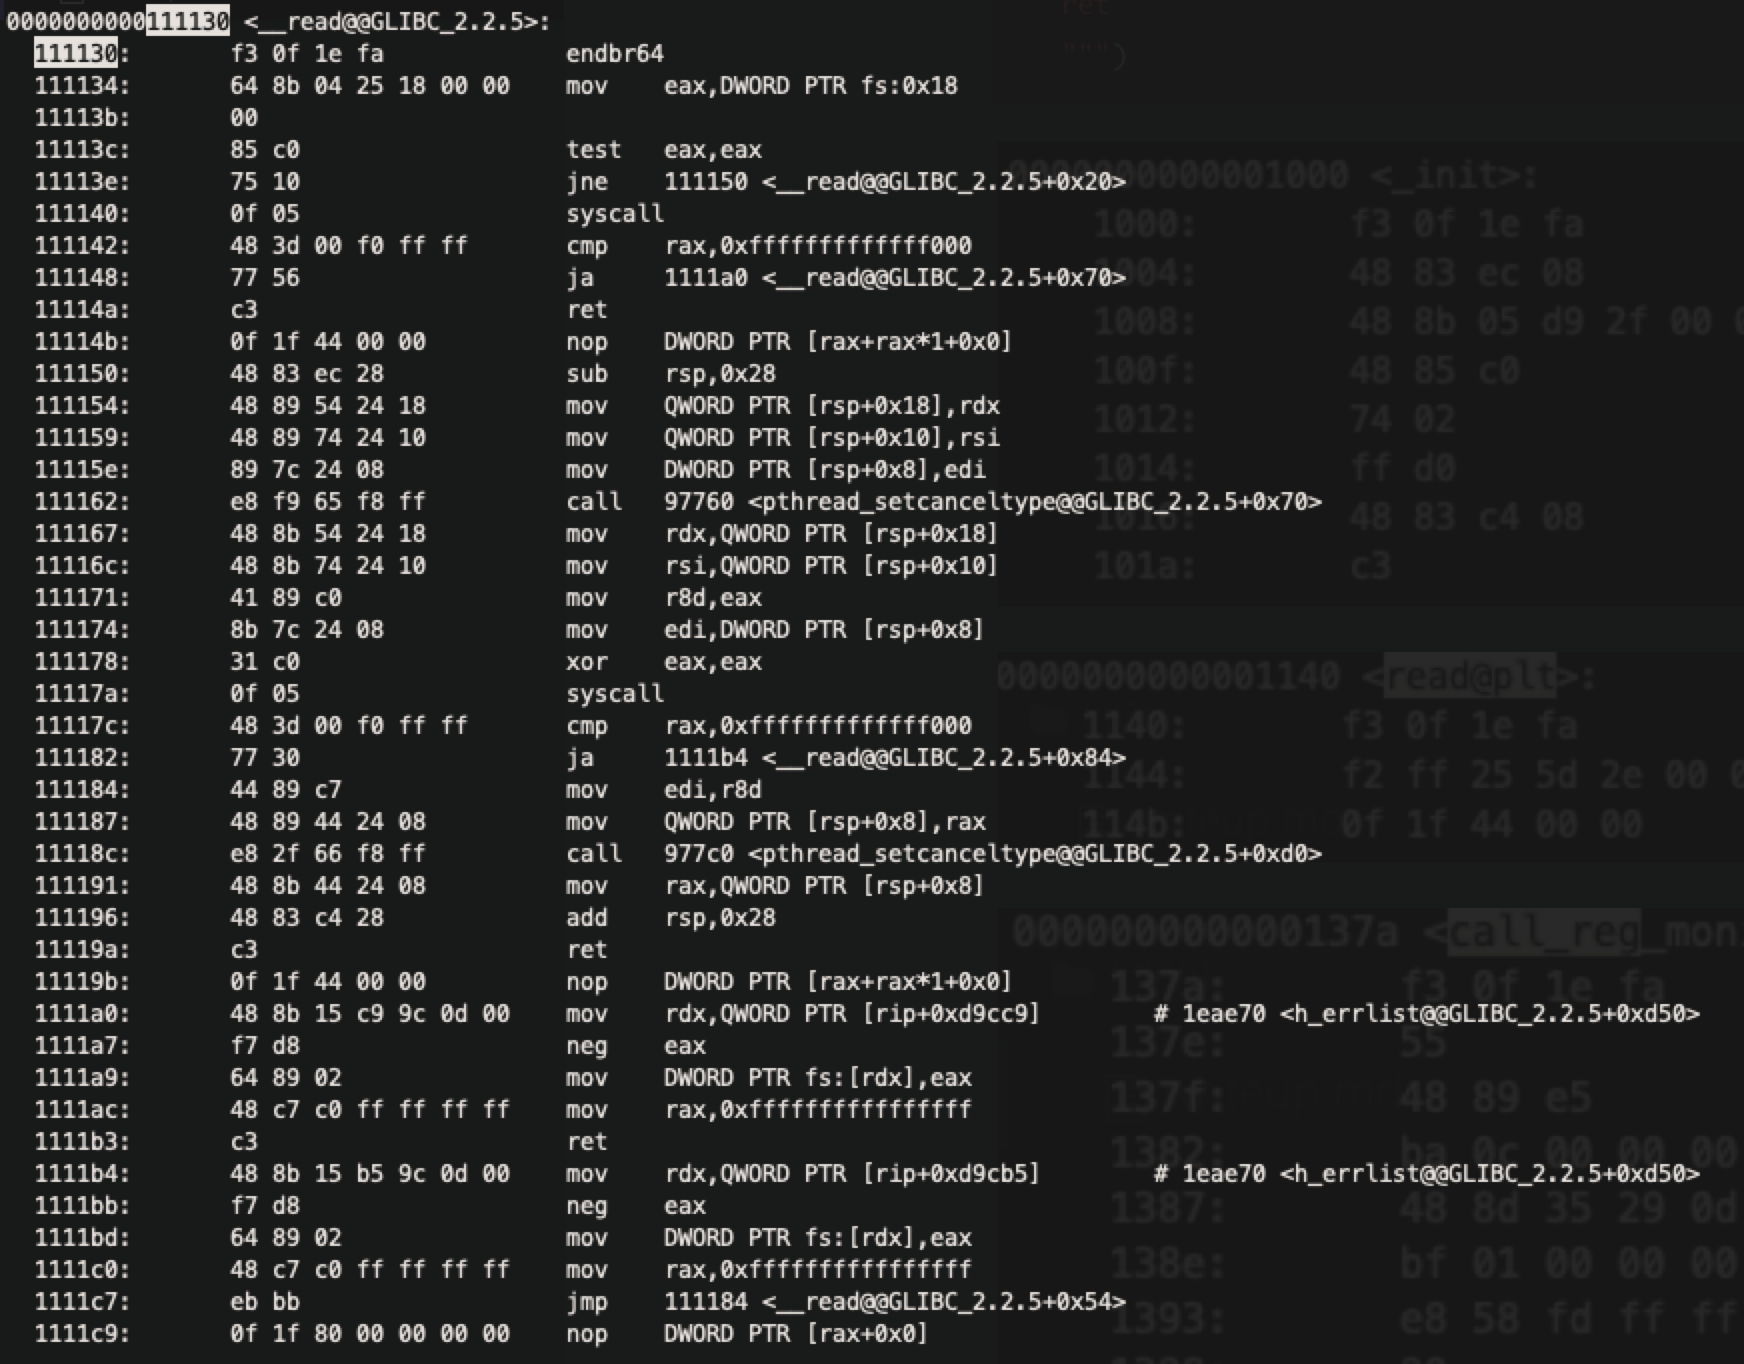 0000000000111130 <__read@@GLIBC_2.2.5>:
111130: f3 0f 1e fa endbr64
111134: 64 8b 04 25 18 00 00 mov eax,DWORD PTR fs:0x18
11113b: 00
11113c: 85 c0 test eax,eax
11113e: 75 10 jne 111150 <__read@@GLIBC_2.2.5+0x20>
111140: 0f 05 syscall
111142: 48 3d 00 f0 ff ff cmp rax,0xfffffffffffff000
111148: 77 56 ja 1111a0 <__read@@GLIBC_2.2.5+0x70>
11114a: c3 ret
11114b: 0f 1f 44 00 00 nop DWORD PTR [rax+rax*1+0x0]
111150: 48 83 ec 28 sub rsp,0x28
111154: 48 89 54 24 18 mov QWORD PTR [rsp+0x18],rdx
111159: 48 89 74 24 10 mov QWORD PTR [rsp+0x10],rsi
11115e: 89 7c 24 08 mov DWORD PTR [rsp+0x8],edi
111162: e8 f9 65 f8 ff call 97760 <pthread_setcanceltype@@GLIBC_2.2.5+0x70>
111167: 48 8b 54 24 18 mov rdx,QWORD PTR [rsp+0x18]
11116c: 48 8b 74 24 10 mov rsi,QWORD PTR [rsp+0x10]
111171: 41 89 c0 mov r8d,eax
111174: 8b 7c 24 08 mov edi,DWORD PTR [rsp+0x8]
111178: 31 c0 xor eax,eax
11117a: 0f 05 syscall
11117c: 48 3d 00 f0 ff ff cmp rax,0xfffffffffffff000
111182: 77 30 ja 1111b4 <__read@@GLIBC_2.2.5+0x84>
111184: 44 89 c7 mov edi,r8d
111187: 48 89 44 24 08 mov QWORD PTR [rsp+0x8],rax
11118c: e8 2f 66 f8 ff call 977c0 <pthread_setcanceltype@@GLIBC_2.2.5+0xd0>
111191: 48 8b 44 24 08 mov rax,QWORD PTR [rsp+0x8]
111196: 48 83 c4 28 add rsp,0x28
11119a: c3 ret
11119b: 0f 1f 44 00 00 nop DWORD PTR [rax+rax*1+0x0]
1111a0: 48 8b 15 c9 9c 0d 00 mov rdx,QWORD PTR [rip+0xd9cc9] # 1eae70 <h_errlist@@GLIBC_2.2.5+0xd50>
1111a7: f7 d8 neg eax
1111a9: 64 89 02 mov DWORD PTR fs:[rdx],eax
1111ac: 48 c7 c0 ff ff ff ff mov rax,0xffffffffffffffff
1111b3: c3 ret
1111b4: 48 8b 15 b5 9c 0d 00 mov rdx,QWORD PTR [rip+0xd9cb5] # 1eae70 <h_errlist@@GLIBC_2.2.5+0xd50>
1111bb: f7 d8 neg eax
1111bd: 64 89 02 mov DWORD PTR fs:[rdx],eax
1111c0: 48 c7 c0 ff ff ff ff mov rax,0xffffffffffffffff
1111c7: eb bb jmp 111184 <__read@@GLIBC_2.2.5+0x54>
1111c9: 0f 1f 80 00 00 00 00 nop DWORD PTR [rax+0x0]
ret
""")
0000000000001000 <_init>:
1000: f3 0f 1e fa
1004: 48 83 ec 08
1008: 48 8b 05 d9 2f 00
100f: 48 85 c0
1012: 74 02
1014: ff d0
1016: 48 83 c4 08
101a: c3
0000000000001140 <read@plt>:
1140: f3 0f 1e fa
1144: f2 ff 25 5d 2e 00
114b: 0f 1f 44 00 00
000000000000137a <call_reg_mon
137a: f3 0f 1e fa
137e: 55
137f: 48 89 e5
1382: ba 0c 00 00 00
1387: 48 8d 35 29 0d
138e: bf 01 00 00 00
1393: e8 58 fd ff ff